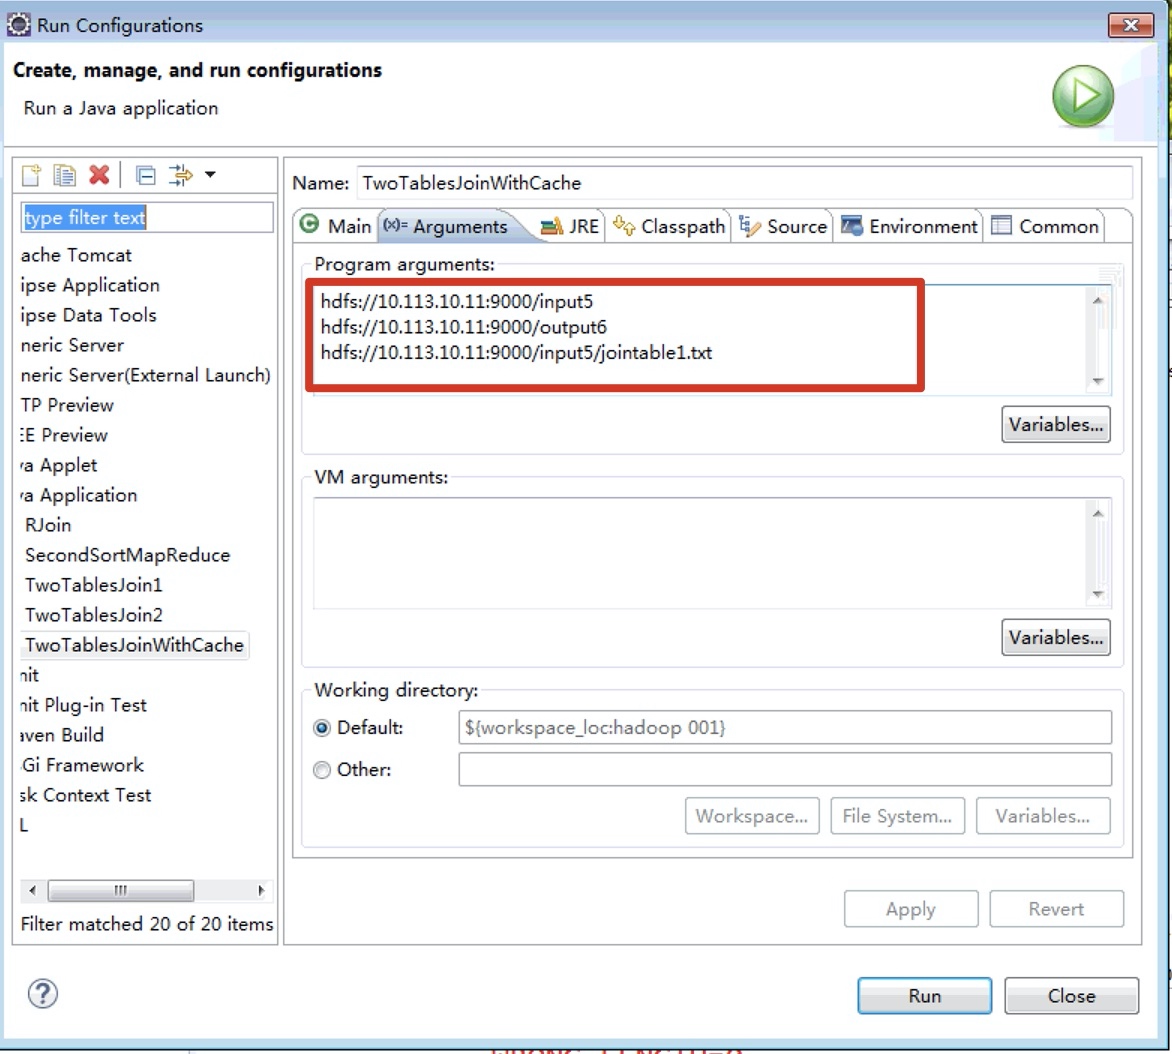 Run Configurations
Create, manage, and run configurations
Run a Java application
type filter text
ache Tomcat
ipse Application
ipse Data Tools
neric Server
neric Server(External Launch)
TP Preview
EE Preview
va Applet
va Application
RJoin
SecondSortMapReduce
TwoTablesJoin1
TwoTablesJoin2
TwoTablesJoinWithCache
nit
nit Plug-in Test
aven Build
Gi Framework
sk Context Test
L
Filter matched 20 of 20 items
Name: TwoTablesJoinWithCache
Main (x)= Arguments JRE Classpath Source Environment Common
Program arguments:
hdfs://10.113.10.11:9000/input5
hdfs://10.113.10.11:9000/output6
hdfs://10.113.10.11:9000/input5/jointable1.txt
Variables...
VM arguments:
Variables...
Working directory:
Default: ${workspace_loc:hadoop 001}
Other:
Workspace... File System... Variables...
Apply Revert
Run Close